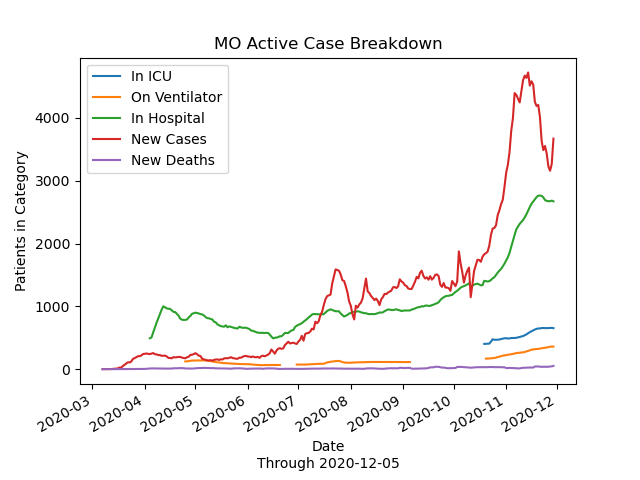 MO Active Case Breakdown
In ICU
On Ventilator
In Hospital
New Cases
New Deaths
Patients in Category
4000
3000
2000
1000
0
2020-03
2020-04
2020-05
2020-06
2020-07
2020-08
2020-09
2020-10
2020-11
2020-12
Date
Through 2020-12-05